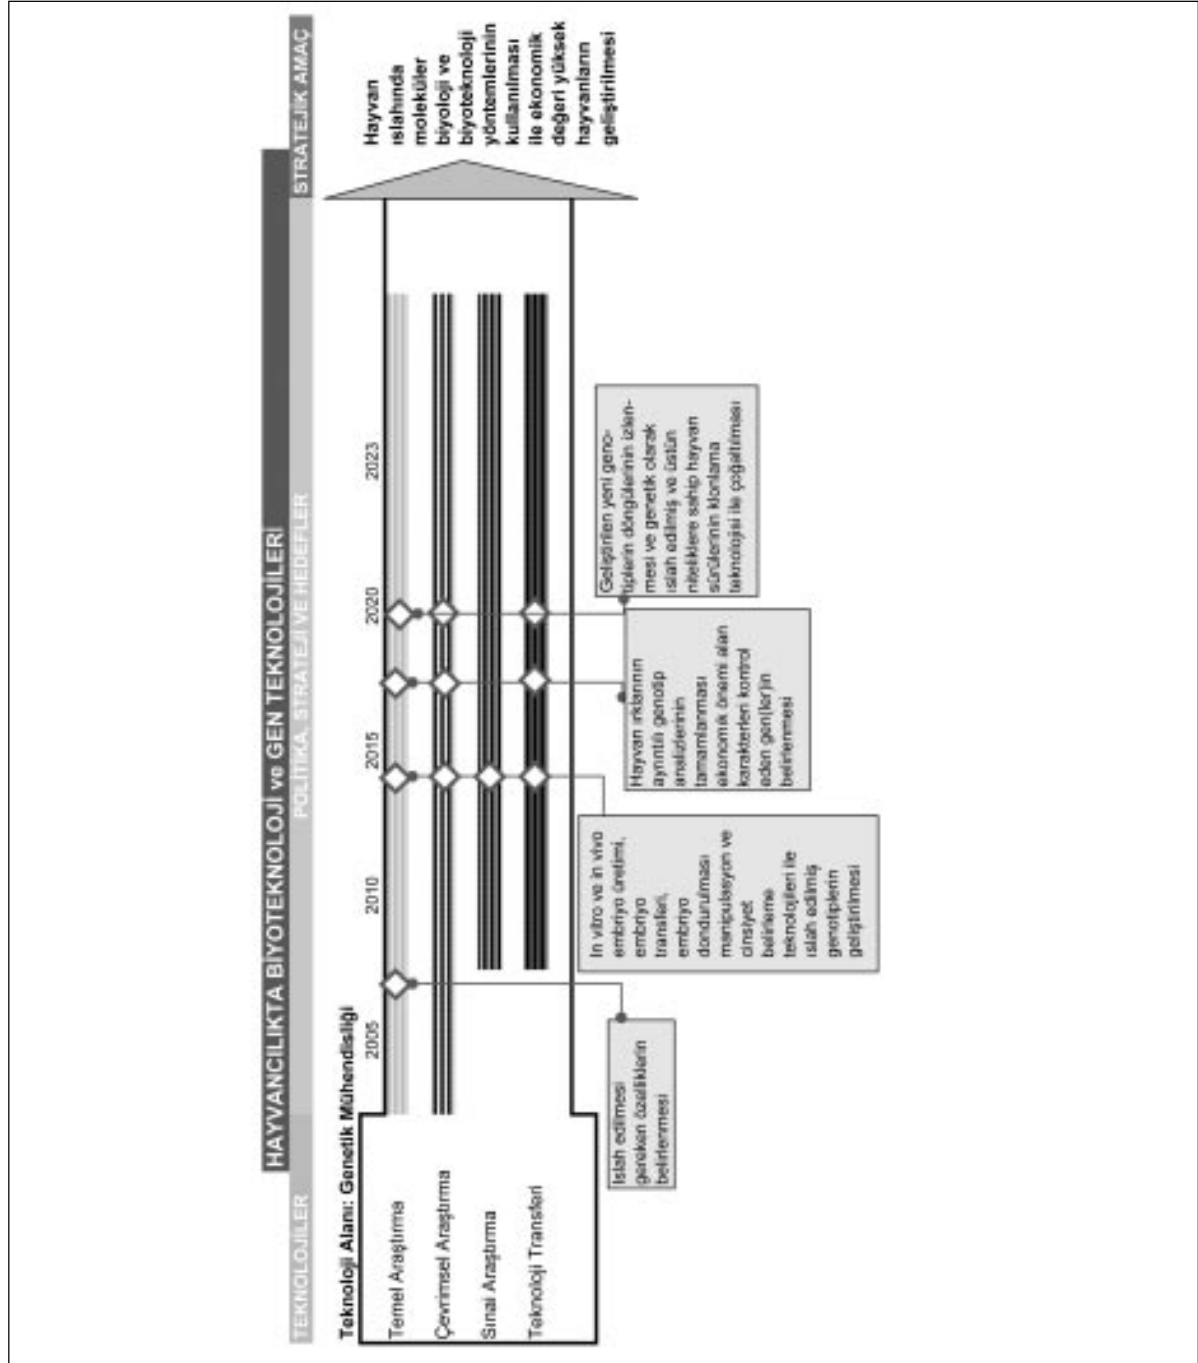 HAYVANCILIKTA BİYOTEKNOLOJİ ve GEN TEKNOLOJİLERİ
TEKNOLOJİLER
POLİTİKA, STRATEJİ VE HEDEFLER
STRATEJİK AMAÇ
Teknoloji Alanı: Genetik Mühendisliği
2005
2010
2015
2020
2023
Temel Araştırma
Çevrimsel Araştırma
Sınai Araştırma
Teknoloji Transferi
Hayvan
ıslahında
moleküler
biyoloji ve
biyoteknoloji
yöntemlerinin
kullanılması
ile ekonomik
değeri yüksek
hayvanların
geliştirilmesi
Islah edilmesi
gereken özelliklerin
belirlenmesi
In vitro ve in vivo
embriyo üretimi,
embriyo
transferi,
embriyo
dondurulması
manipulasyon ve
cinsiyet
belirleme
teknolojileri ile
ıslah edilmiş
genotiplerin
geliştirilmesi
Hayvan ırklarının
ayrıntılı genotip
analizlerinin
tamamlanması
ekonomik önemi alan
karakterleri kontrol
eden gen(ler)in
belirlenmesi
Geliştirilen yeni geno-
tiplerin döngülerinin izlen-
mesi ve genetik olarak
ıslah edilmiş ve üstün
niteliklere sahip hayvan
sürülerinin klonlama
teknolojisi ile çoğaltılması